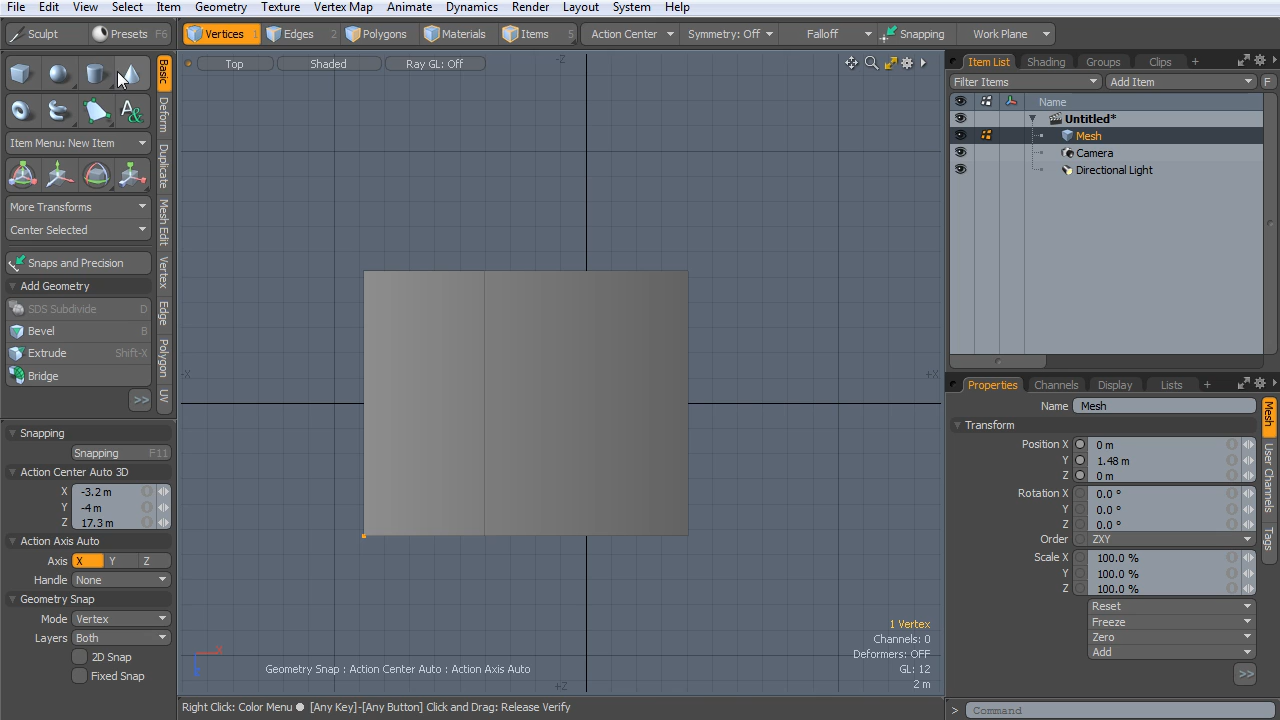 File Edit View Select Item Geometry Texture Vertex Map Animate Dynamics Render Layout System Help
Sculpt Presets F6 Vertices 1 Edges 2 Polygons Materials Items 5 Action Center Symmetry: Off Falloff Snapping Work Plane
Top Shaded Ray GL: Off
Basic
Deform
Duplicate
Mesh Edit
Vertex
Edge
Polygon
UV
Item Menu: New Item
More Transforms
Center Selected
Snaps and Precision
Add Geometry
SDS Subdivide D
Bevel B
Extrude Shift-X
Bridge
>>
Snapping
Snapping F11
Action Center Auto 3D
X -3.2 m
Y -4 m
Z 17.3 m
Action Axis Auto
Axis X Y Z
Handle None
Geometry Snap
Mode Vertex
Layers Both
2D Snap
Fixed Snap
-Z
-X
+X
+Z
X
1 Vertex
Channels: 0
Deformers: OFF
GL: 12
2 m
Geometry Snap : Action Center Auto : Action Axis Auto
Right Click: Color Menu ● [Any Key]-[Any Button] Click and Drag: Release Verify
Item List Shading Groups Clips +
Filter Items Add Item F
Name
Untitled*
Mesh
Camera
Directional Light
Properties Channels Display Lists +
Name Mesh
Transform
Position X 0 m
Y 1.48 m
Z 0 m
Rotation X 0.0 °
Y 0.0 °
Z 0.0 °
Order ZXY
Scale X 100.0 %
Y 100.0 %
Z 100.0 %
Reset
Freeze
Zero
Add
>>
Mesh
User Channels
Tags
> Command